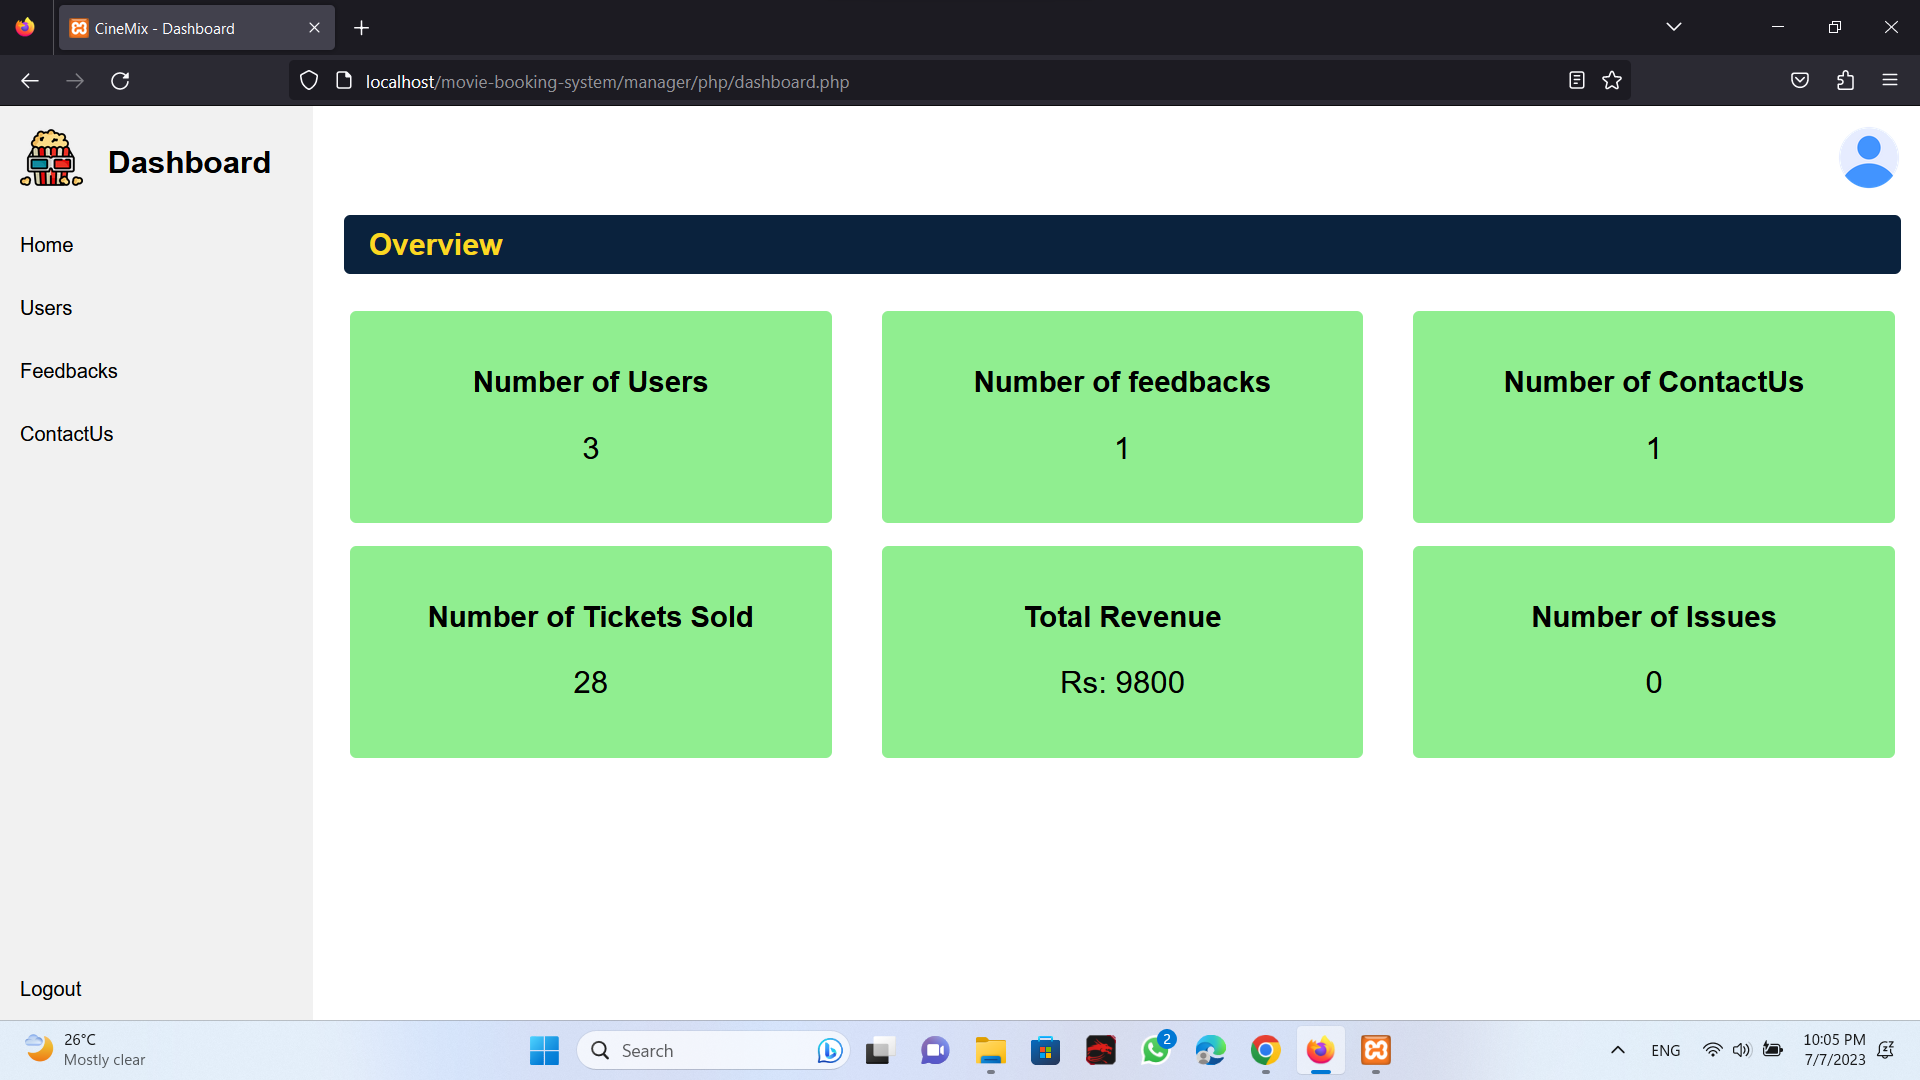 CineMix - Dashboard
localhost/movie-booking-system/manager/php/dashboard.php
Dashboard
Home
Users
Feedbacks
ContactUs
Logout
Overview
Number of Users
3
Number of feedbacks
1
Number of ContactUs
1
Number of Tickets Sold
28
Total Revenue
Rs: 9800
Number of Issues
0
26°C
Mostly clear
Search
2
ENG
10:05 PM
7/7/2023